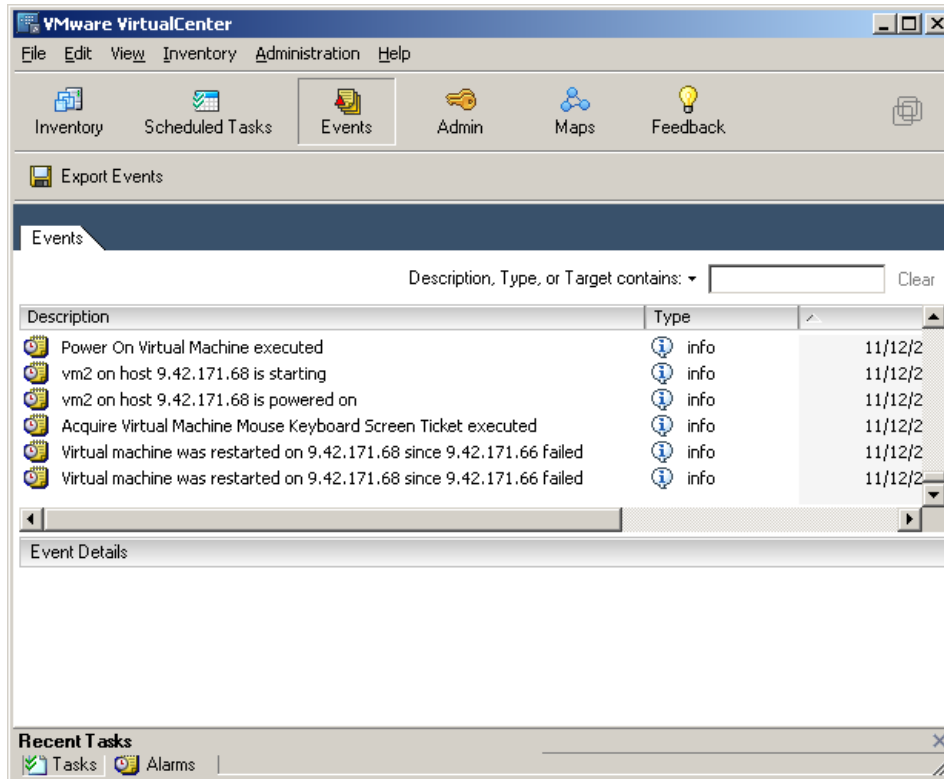 VMware VirtualCenter
File Edit View Inventory Administration Help
Inventory Scheduled Tasks Events Admin Maps Feedback
Export Events
Events
Description, Type, or Target contains: Clear
Description Type
Power On Virtual Machine executed info 11/12/2
vm2 on host 9.42.171.68 is starting info 11/12/2
vm2 on host 9.42.171.68 is powered on info 11/12/2
Acquire Virtual Machine Mouse Keyboard Screen Ticket executed info 11/12/2
Virtual machine was restarted on 9.42.171.68 since 9.42.171.66 failed info 11/12/2
Virtual machine was restarted on 9.42.171.68 since 9.42.171.66 failed info 11/12/2
Event Details
Recent Tasks
Tasks Alarms